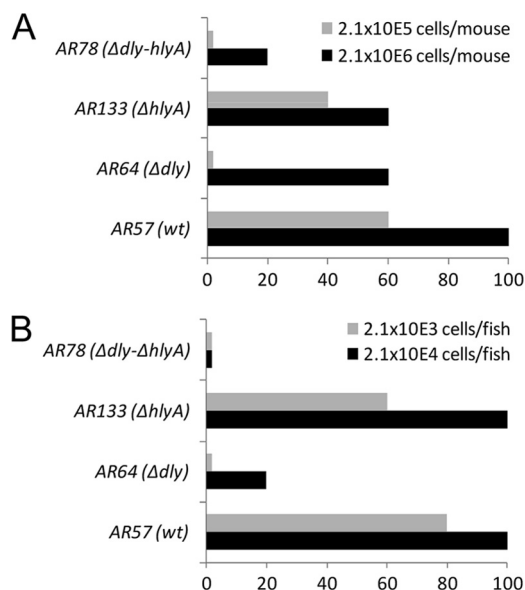 A
2.1x10E5 cells/mouse
2.1x10E6 cells/mouse
AR78 (Δdly-hlyA)
AR133 (ΔhlyA)
AR64 (Δdly)
AR57 (wt)
0 20 40 60 80 100
B
2.1x10E3 cells/fish
2.1x10E4 cells/fish
AR78 (Δdly-ΔhlyA)
AR133 (ΔhlyA)
AR64 (Δdly)
AR57 (wt)
0 20 40 60 80 100